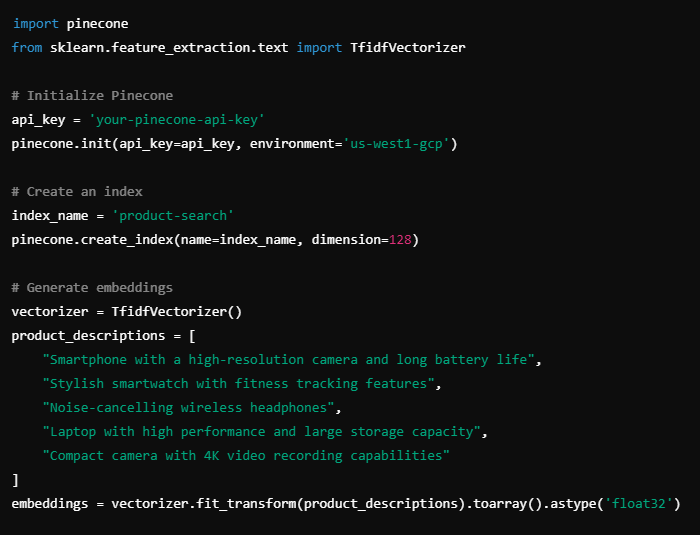 import pinecone
from sklearn.feature_extraction.text import TfidfVectorizer
# Initialize Pinecone
api_key = 'your-pinecone-api-key'
pinecone.init(api_key=api_key, environment='us-west1-gcp')
# Create an index
index_name = 'product-search'
pinecone.create_index(name=index_name, dimension=128)
# Generate embeddings
vectorizer = TfidfVectorizer()
product_descriptions = [
    "Smartphone with a high-resolution camera and long battery life",
    "Stylish smartwatch with fitness tracking features",
    "Noise-cancelling wireless headphones",
    "Laptop with high performance and large storage capacity",
    "Compact camera with 4K video recording capabilities"
]
embeddings = vectorizer.fit_transform(product_descriptions).toarray().astype('float32')